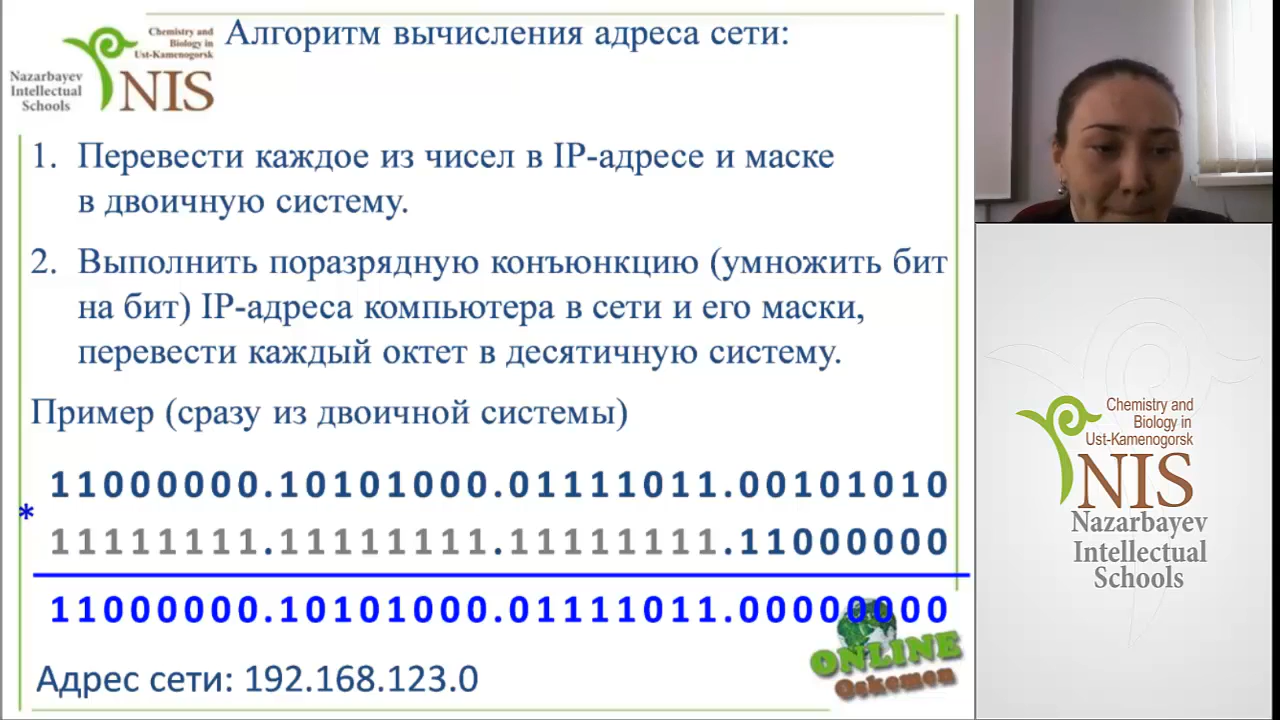 Chemistry and
Biology in
Ust-Kamenogorsk
Nazarbayev
Intellectual
Schools
NIS
Алгоритм вычисления адреса сети:
1. Перевести каждое из чисел в IP-адресе и маске
в двоичную систему.
2. Выполнить поразрядную конъюнкцию (умножить бит
на бит) IP-адреса компьютера в сети и его маски,
перевести каждый октет в десятичную систему.
Пример (сразу из двоичной системы)
11000000.10101000.01111011.00101010
*
11111111.11111111.11111111.11000000
11000000.10101000.01111011.00000000
Адрес сети: 192.168.123.0
ONLINE
Oskemen
Chemistry and
Biology in
Ust-Kamenogorsk
NIS
Nazarbayev
Intellectual
Schools